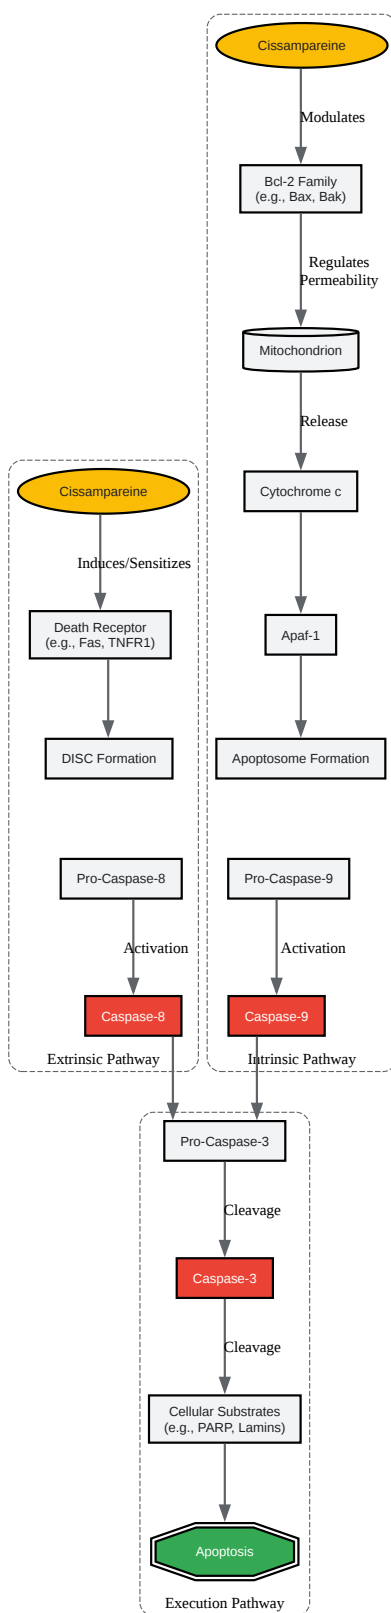 Cissampareine
Modulates
Bcl-2 Family
(e.g., Bax, Bak)
Regulates
Permeability
Mitochondrion
Release
Cytochrome c
Apaf-1
Apoptosome Formation
Pro-Caspase-9
Activation
Caspase-9
Intrinsic Pathway
Cissampareine
Induces/Sensitizes
Death Receptor
(e.g., Fas, TNFR1)
DISC Formation
Pro-Caspase-8
Activation
Caspase-8
Extrinsic Pathway
Pro-Caspase-3
Cleavage
Caspase-3
Cleavage
Cellular Substrates
(e.g., PARP, Lamins)
Apoptosis
Execution Pathway